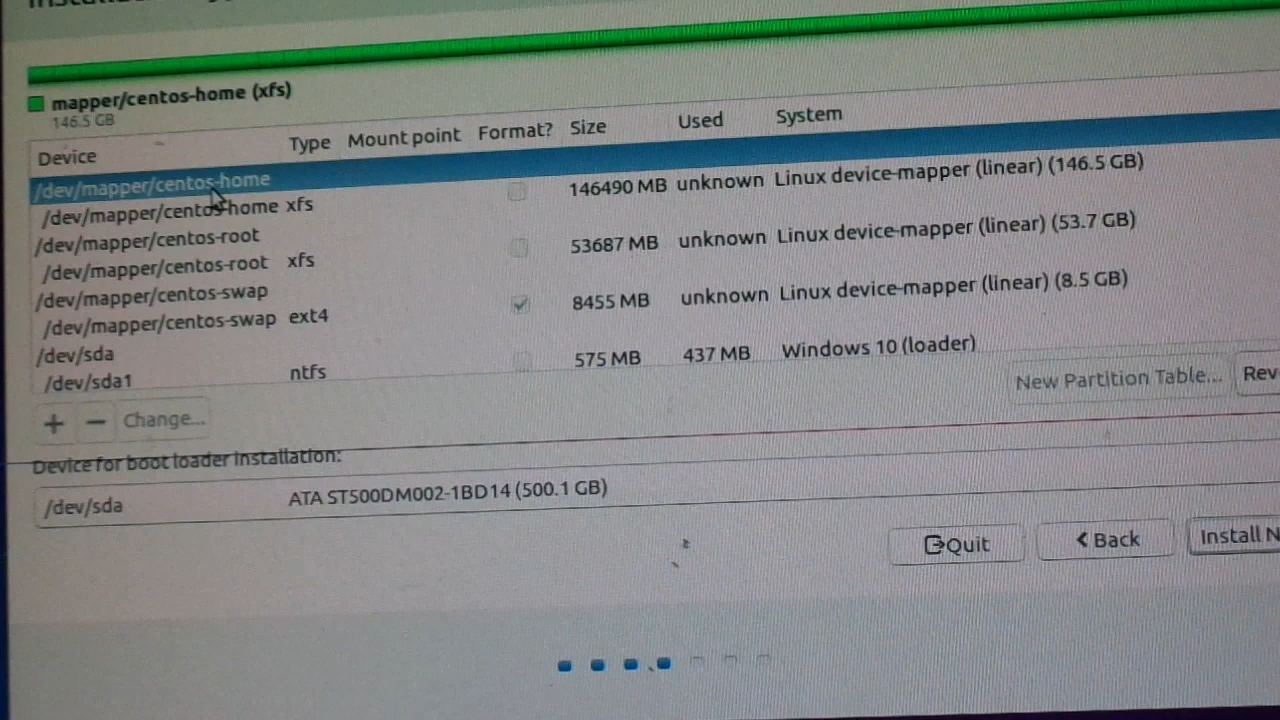 mapper/centos-home (xfs)
146.5 GB
Device Type Mount point Format? Size Used System
/dev/mapper/centos-home
/dev/mapper/centos-home xfs 146490 MB unknown Linux device-mapper (linear) (146.5 GB)
/dev/mapper/centos-root
/dev/mapper/centos-root xfs 53687 MB unknown Linux device-mapper (linear) (53.7 GB)
/dev/mapper/centos-swap
/dev/mapper/centos-swap ext4 8455 MB unknown Linux device-mapper (linear) (8.5 GB)
/dev/sda
/dev/sda1 ntfs 575 MB 437 MB Windows 10 (loader)
+ − Change... New Partition Table... Rev
Device for boot loader installation:
/dev/sda ATA ST500DM002-1BD14 (500.1 GB)
Quit Back Install N